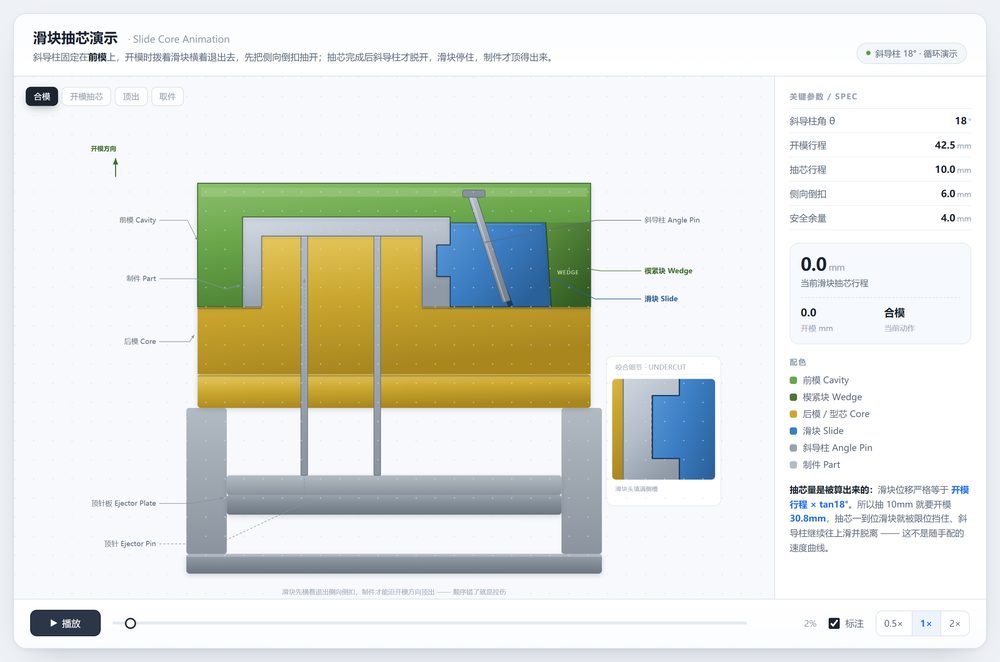 滑块抽芯演示 · Slide Core Animation
斜导柱固定在前模上，开模时拨着滑块横着退出去，先把侧向倒扣抽开；抽芯完成后斜导柱才脱开，滑块停住，制件才顶得出来。
斜导柱 18° · 循环演示
合模
开模抽芯
顶出
取件
开模方向
前模 Cavity
制件 Part
后模 Core
顶针板 Ejector Plate
顶针 Ejector Pin
斜导柱 Angle Pin
楔紧块 Wedge
滑块 Slide
WEDGE
咬合细节 · UNDERCUT
滑块头填满侧槽
滑块先横着退出侧向倒扣，制件才能沿开模方向顶出 —— 顺序错了就是拉伤
关键参数 / SPEC
斜导柱角 θ 18°
开模行程 42.5 mm
抽芯行程 10.0 mm
侧向倒扣 6.0 mm
安全余量 4.0 mm
0.0 mm
当前滑块抽芯行程
0.0 合模
开模 mm 当前动作
配色
前模 Cavity
楔紧块 Wedge
后模 / 型芯 Core
滑块 Slide
斜导柱 Angle Pin
制件 Part
抽芯量是被算出来的：滑块位移严格等于 开模
行程 × tan18°。所以抽 10mm 就要开模
30.8mm，抽芯一到位滑块就被限位挡住、斜
导柱继续往上滑并脱离 —— 这不是随手配的
速度曲线。
播放
2%
标注
0.5×
1×
2×